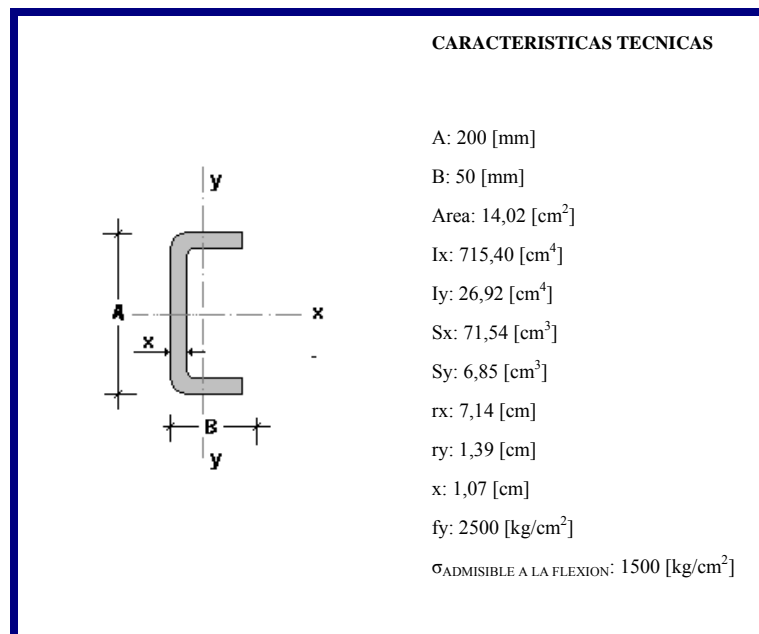 CARACTERISTICAS TECNICAS
A: 200 [mm]
B: 50 [mm]
Area: 14,02 [cm²]
Ix: 715,40 [cm⁴]
Iy: 26,92 [cm⁴]
Sx: 71,54 [cm³]
Sy: 6,85 [cm³]
rx: 7,14 [cm]
ry: 1,39 [cm]
x: 1,07 [cm]
fy: 2500 [kg/cm²]
σADMISIBLE A LA FLEXION: 1500 [kg/cm²]
y
A
x
x
B
y